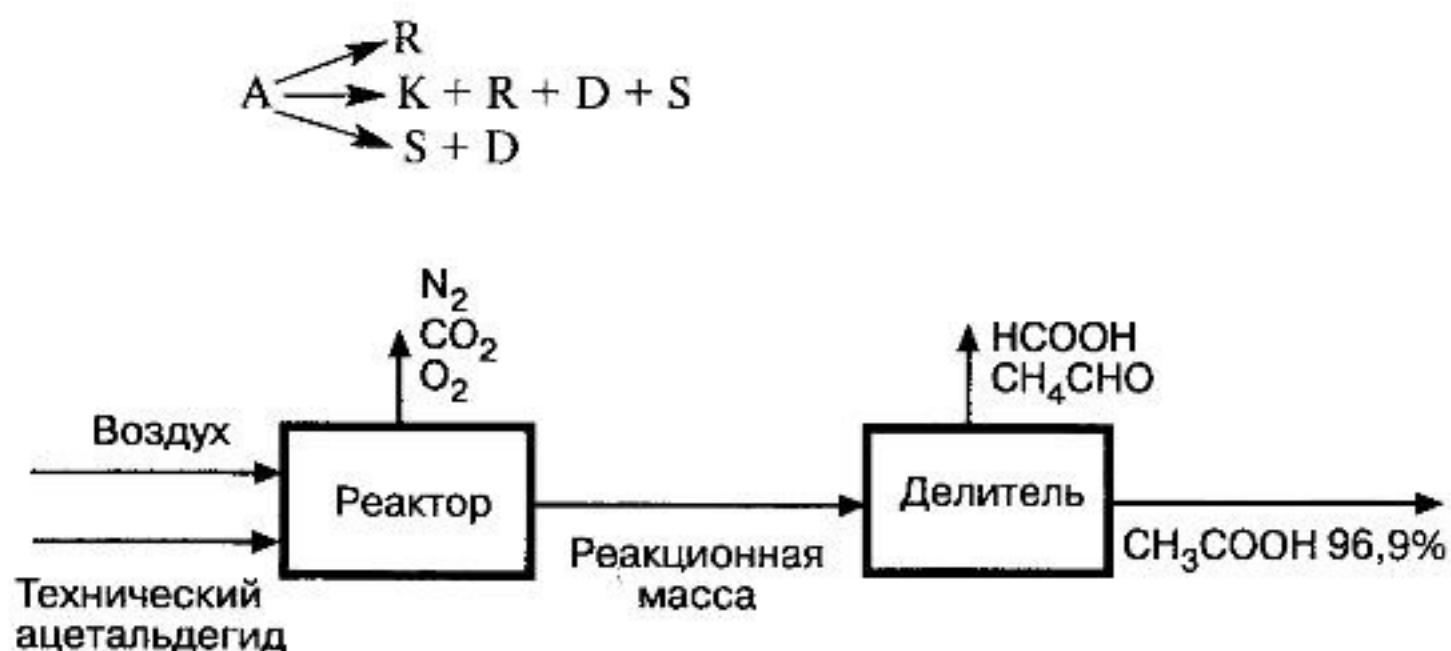 R
A K + R + D + S
S + D
N₂
CO₂
O₂
HCOOH
CH₄CHO
Воздух
Реактор
Делитель
Реакционная
масса
CH₃COOH 96,9%
Технический
ацетальдегид